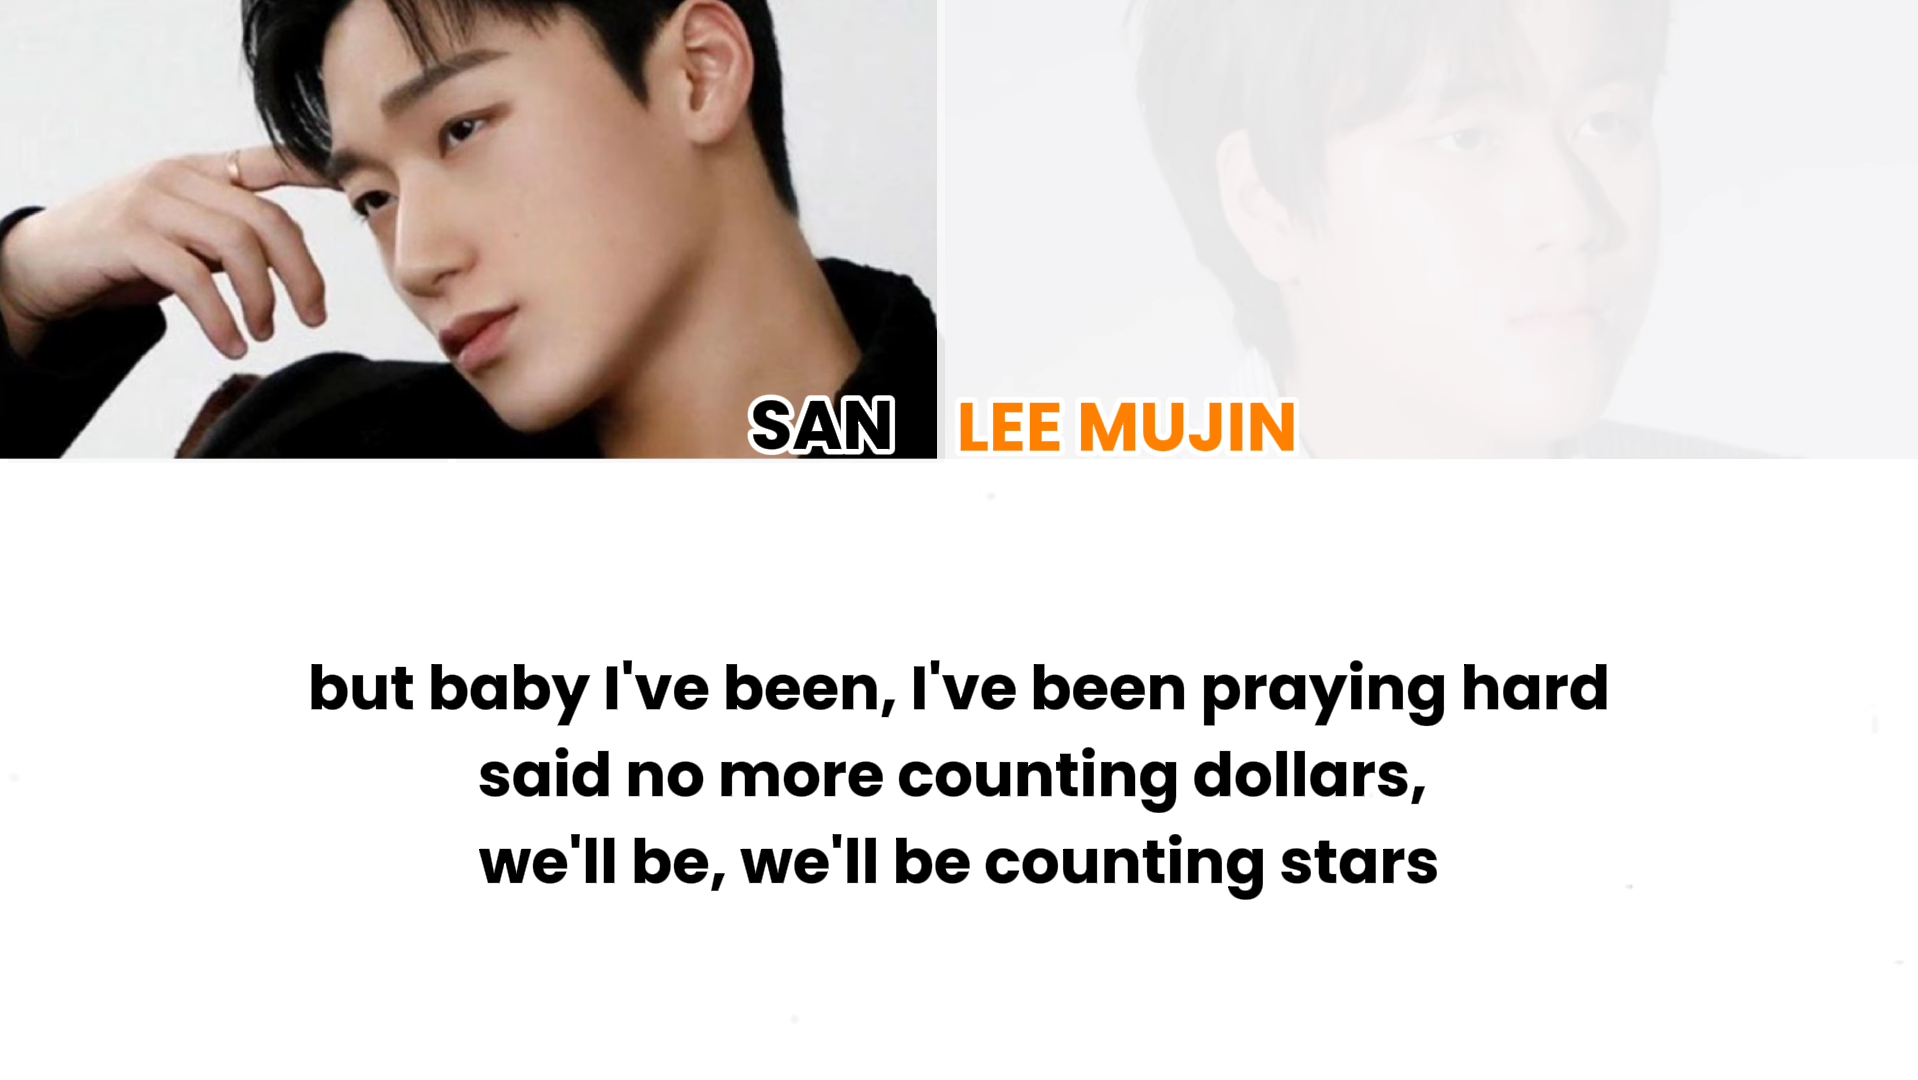 SAN
LEE MUJIN
but baby I've been, I've been praying hard
said no more counting dollars,
we'll be, we'll be counting stars